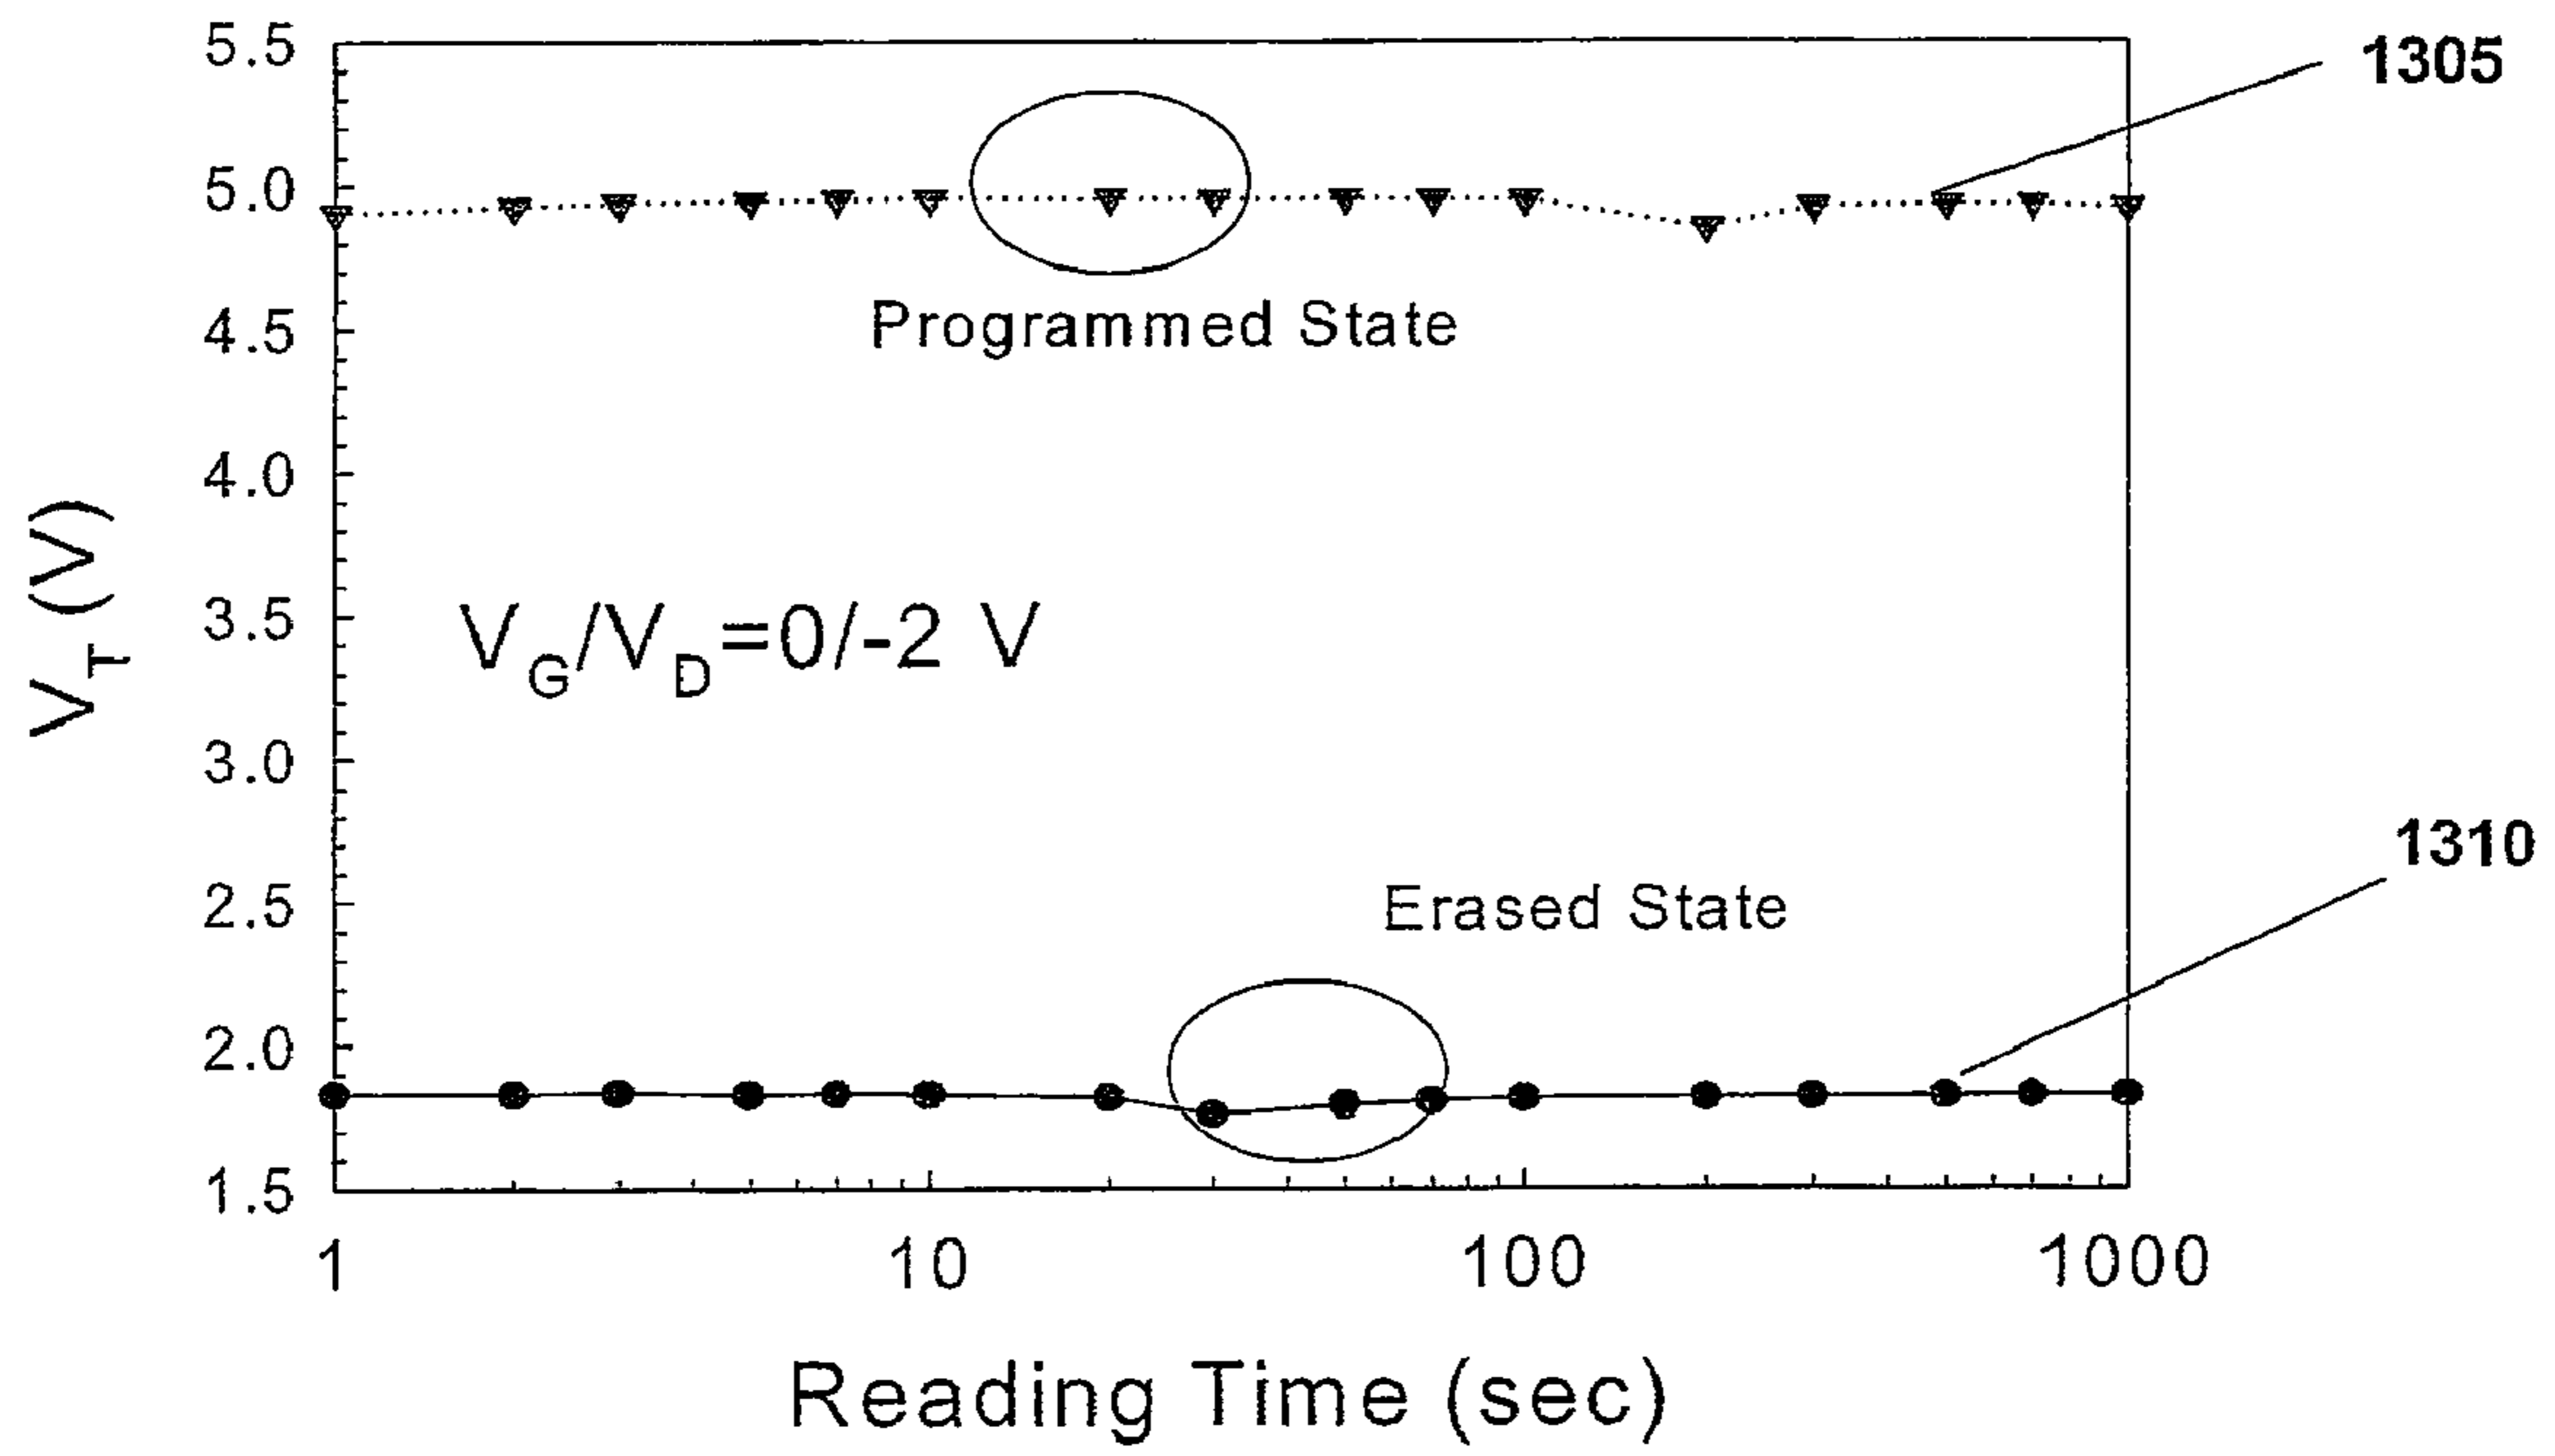 5.5
1305
5.0
Programmed State
4.5
4.0
V_T (V)
3.5
V_G/V_D=0/-2 V
3.0
1310
2.5
Erased State
2.0
1.5
1 10 100 1000
Reading Time (sec)